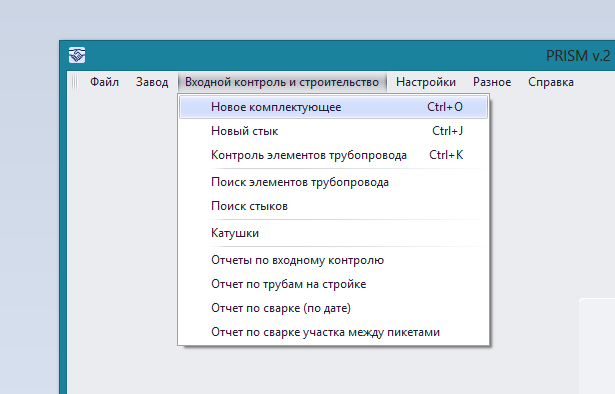 PRISM v.2
Файл Завод Входной контроль и строительство Настройки Разное Справка
Новое комплектующее Ctrl+O
Новый стык Ctrl+J
Контроль элементов трубопровода Ctrl+K
Поиск элементов трубопровода
Поиск стыков
Катушки
Отчеты по входному контролю
Отчет по трубам на стройке
Отчет по сварке (по дате)
Отчет по сварке участка между пикетами